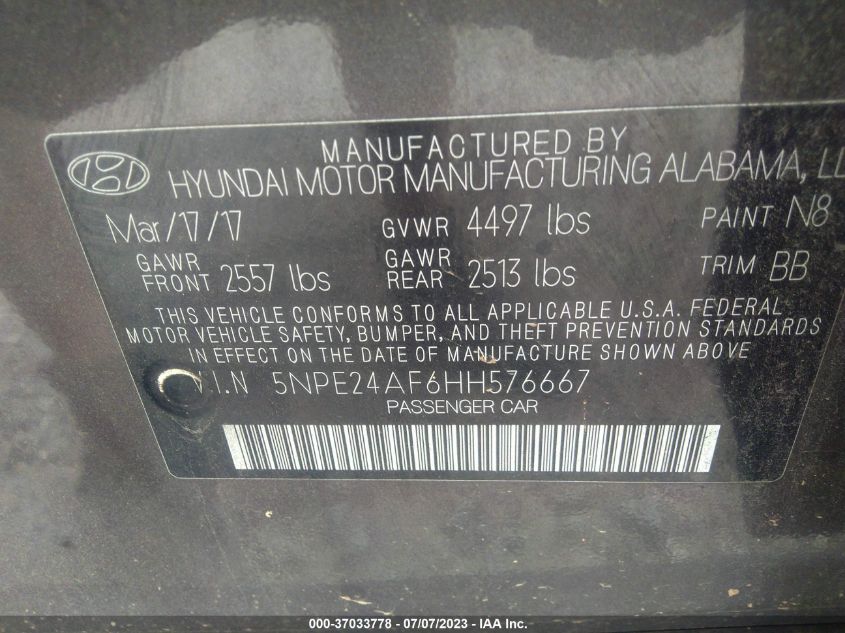 MANUFACTURED BY
HYUNDAI MOTOR MANUFACTURING ALABAMA, LL
Mar/17/17 GVWR 4497 lbs PAINT N8
GAWR FRONT 2557 lbs GAWR REAR 2513 lbs TRIM BB
THIS VEHICLE CONFORMS TO ALL APPLICABLE U.S.A. FEDERAL
MOTOR VEHICLE SAFETY, BUMPER, AND THEFT PREVENTION STANDARDS
IN EFFECT ON THE DATE OF MANUFACTURE SHOWN ABOVE
.I.N 5NPE24AF6HH576667
PASSENGER CAR
000-37033778 - 07/07/2023 - IAA Inc.